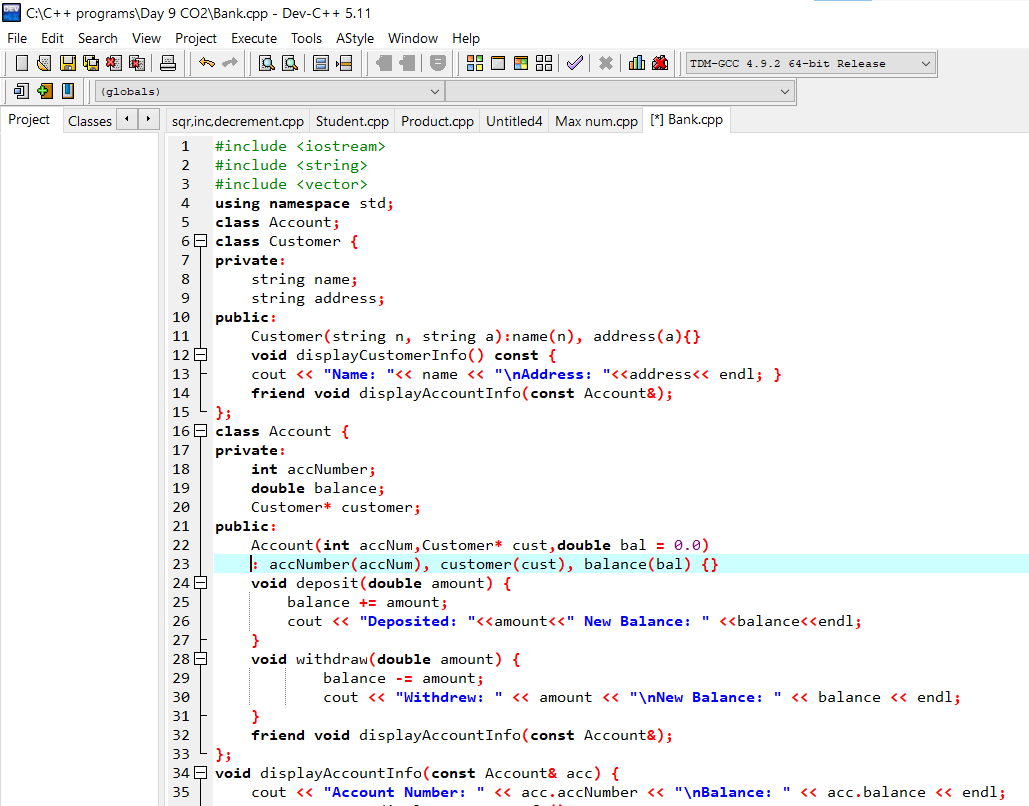 C:\C++ programs\Day 9 CO2\Bank.cpp - Dev-C++ 5.11
File Edit Search View Project Execute Tools AStyle Window Help
TDM-GCC 4.9.2 64-bit Release
(globals)
Project Classes sqr,inc,decrement.cpp Student.cpp Product.cpp Untitled4 Max num.cpp [*] Bank.cpp
1 #include <iostream>
2 #include <string>
3 #include <vector>
4 using namespace std;
5 class Account;
6 class Customer {
7 private:
8 string name;
9 string address;
10 public:
11 Customer(string n, string a):name(n), address(a){}
12 void displayCustomerInfo() const {
13 cout << "Name: "<< name << "\nAddress: "<<address<< endl; }
14 friend void displayAccountInfo(const Account&);
15 };
16 class Account {
17 private:
18 int accNumber;
19 double balance;
20 Customer* customer;
21 public:
22 Account(int accNum,Customer* cust,double bal = 0.0)
23 : accNumber(accNum), customer(cust), balance(bal) {}
24 void deposit(double amount) {
25 balance += amount;
26 cout << "Deposited: "<<amount<<" New Balance: " <<balance<<endl;
27 }
28 void withdraw(double amount) {
29 balance -= amount;
30 cout << "Withdrew: " << amount << "\nNew Balance: " << balance << endl;
31 }
32 friend void displayAccountInfo(const Account&);
33 };
34 void displayAccountInfo(const Account& acc) {
35 cout << "Account Number: " << acc.accNumber << "\nBalance: " << acc.balance << endl;